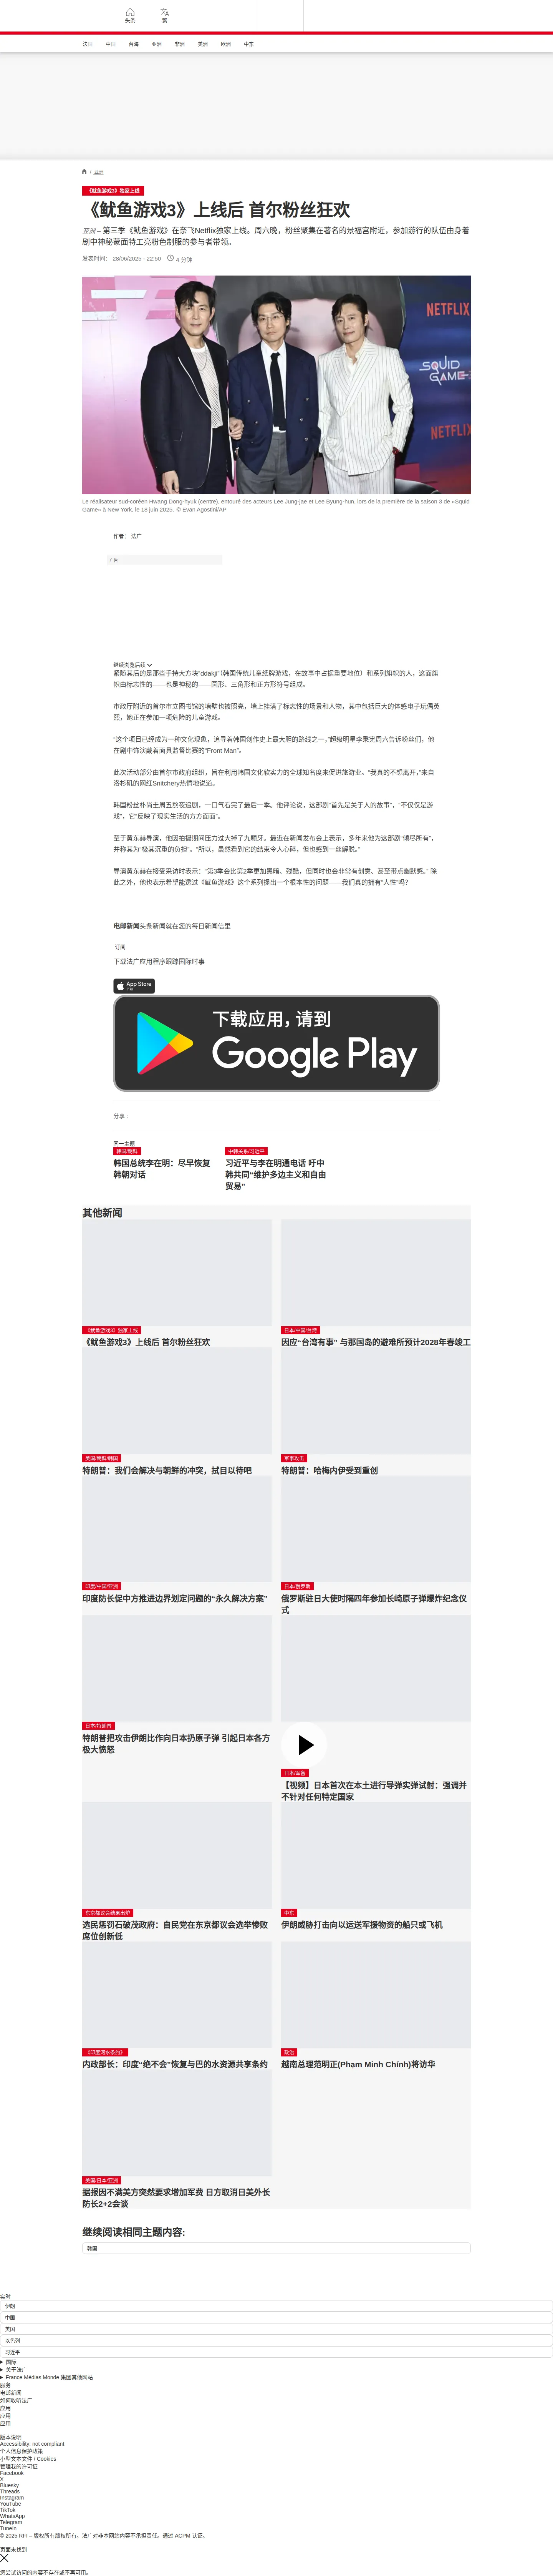 头条
繁
法国
中国
台海
亚洲
非洲
美洲
欧洲
中东
/ 亚洲
《鱿鱼游戏3》独家上线
《鱿鱼游戏3》上线后 首尔粉丝狂欢
亚洲 – 第三季《鱿鱼游戏》在奈飞Netflix独家上线。周六晚，粉丝聚集在著名的景福宫附近，参加游行的队伍由身着
剧中神秘蒙面特工亮粉色制服的参与者带领。
发表时间： 28/06/2025 - 22:50
4 分钟
NETFLIX
SQUID
GAME
NETFLIX
Le réalisateur sud-coréen Hwang Dong-hyuk (centre), entouré des acteurs Lee Jung-jae et Lee Byung-hun, lors de la première de la saison 3 de «Squid
Game» à New York, le 18 juin 2025. © Evan Agostini/AP
作者： 法广
广告
继续浏览后续
紧随其后的是那些手持大方块“ddakji”（韩国传统儿童纸牌游戏，在故事中占据重要地位）和系列旗帜的人，这面旗
帜由标志性的——也是神秘的——圆形、三角形和正方形符号组成。
市政厅附近的首尔市立图书馆的墙壁也被照亮，墙上挂满了标志性的场景和人物，其中包括巨大的体感电子玩偶英
熙，她正在参加一项危险的儿童游戏。
“这个项目已经成为一种文化现象，追寻着韩国创作史上最大胆的路线之一，”超级明星李秉宪周六告诉粉丝们，他
在剧中饰演戴着面具监督比赛的“Front Man”。
此次活动部分由首尔市政府组织，旨在利用韩国文化软实力的全球知名度来促进旅游业。“我真的不想离开，”来自
洛杉矶的网红Snitchery热情地说道。
韩国粉丝朴尚圭周五熬夜追剧，一口气看完了最后一季。他评论说，这部剧“首先是关于人的故事”，“不仅仅是游
戏”，它“反映了现实生活的方方面面”。
至于黄东赫导演，他因拍摄期间压力过大掉了九颗牙。最近在新闻发布会上表示，多年来他为这部剧“倾尽所有”，
并称其为“极其沉重的负担”。“所以，虽然看到它的结束令人心碎，但也感到一丝解脱。”
导演黄东赫在接受采访时表示：“第3季会比第2季更加黑暗、残酷，但同时也会非常有创意、甚至带点幽默感。” 除
此之外，他也表示希望能透过《鱿鱼游戏》这个系列提出一个根本性的问题——我们真的拥有“人性”吗？
电邮新闻头条新闻就在您的每日新闻信里
订阅
下载法广应用程序跟踪国际时事
App Store
下载
下载应用，请到
Google Play
分享 :
同一主题
韩国/朝鲜
韩国总统李在明：尽早恢复
韩朝对话
中韩关系/习近平
习近平与李在明通电话 吁中
韩共同“维护多边主义和自由
贸易”
其他新闻
《鱿鱼游戏3》独家上线
《鱿鱼游戏3》上线后 首尔粉丝狂欢
日本/中国/台湾
因应“台湾有事” 与那国岛的避难所预计2028年春竣工
美国/朝鲜/韩国
特朗普：我们会解决与朝鲜的冲突，拭目以待吧
军事攻击
特朗普：哈梅内伊受到重创
印度/中国/亚洲
印度防长促中方推进边界划定问题的“永久解决方案”
日本/俄罗斯
俄罗斯驻日大使时隔四年参加长崎原子弹爆炸纪念仪
式
日本/特朗普
特朗普把攻击伊朗比作向日本扔原子弹 引起日本各方
极大愤怒
日本/军备
【视频】日本首次在本土进行导弹实弹试射：强调并
不针对任何特定国家
东京都议会结果出炉
选民惩罚石破茂政府：自民党在东京都议会选举惨败
席位创新低
中东
伊朗威胁打击向以运送军援物资的船只或飞机
《印度河水条约》
内政部长：印度“绝不会”恢复与巴的水资源共享条约
政治
越南总理范明正(Phạm Minh Chính)将访华
美国/日本/亚洲
据报因不满美方突然要求增加军费 日方取消日美外长
防长2+2会谈
继续阅读相同主题内容:
韩国
实时
伊朗
中国
美国
以色列
习近平
国际
关于法广
France Médias Monde 集团其他网站
服务
电邮新闻
如何收听法广
应用
应用
应用
版本说明
Accessibility: not compliant
个人信息保护政策
小型文本文件 / Cookies
管理我的许可证
Facebook
X
Bluesky
Threads
Instagram
YouTube
TikTok
WhatsApp
Telegram
TuneIn
© 2025 RFI – 版权所有版权所有。法广对非本网站内容不承担责任。通过 ACPM 认证。
页面未找到
您尝试访问的内容不存在或不再可用。